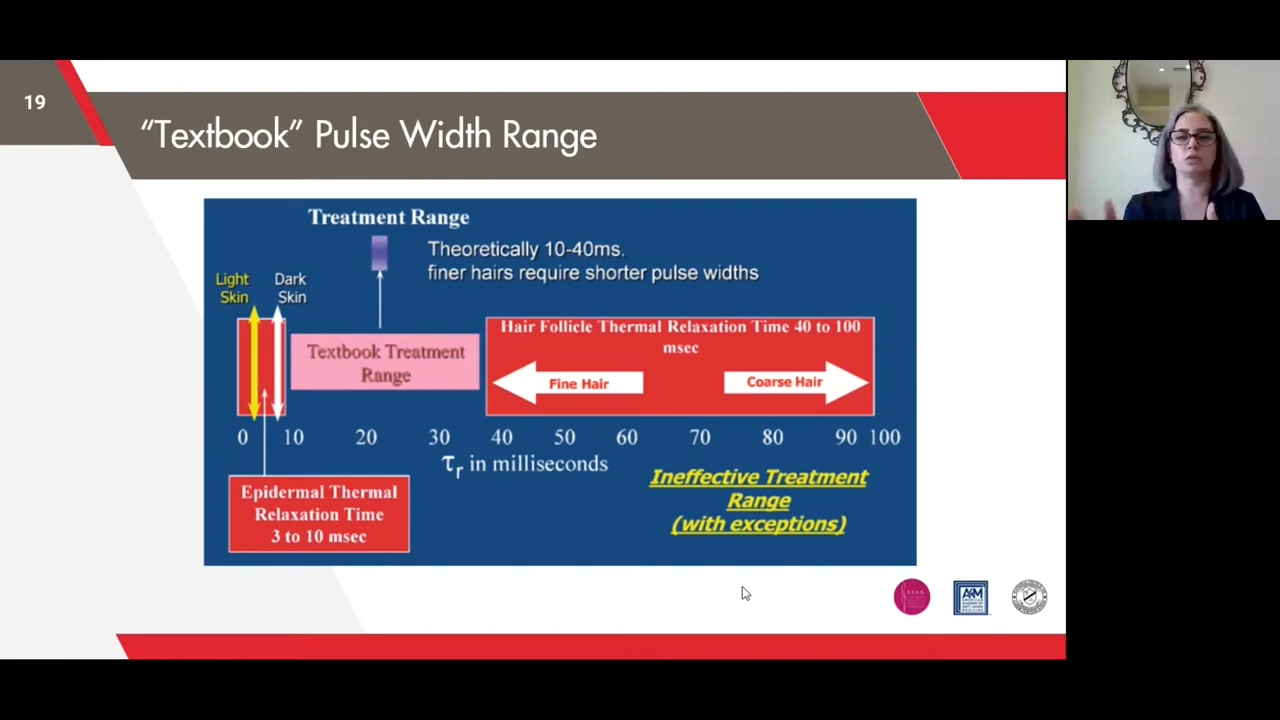 19
“Textbook” Pulse Width Range
Treatment Range
Theoretically 10-40ms.
finer hairs require shorter pulse widths
Light
Skin
Dark
Skin
Textbook Treatment
Range
Hair Follicle Thermal Relaxation Time 40 to 100
msec
Fine Hair
Coarse Hair
0 10 20 30 40 50 60 70 80 90 100
τr in milliseconds
Epidermal Thermal
Relaxation Time
3 to 10 msec
Ineffective Treatment
Range
(with exceptions)